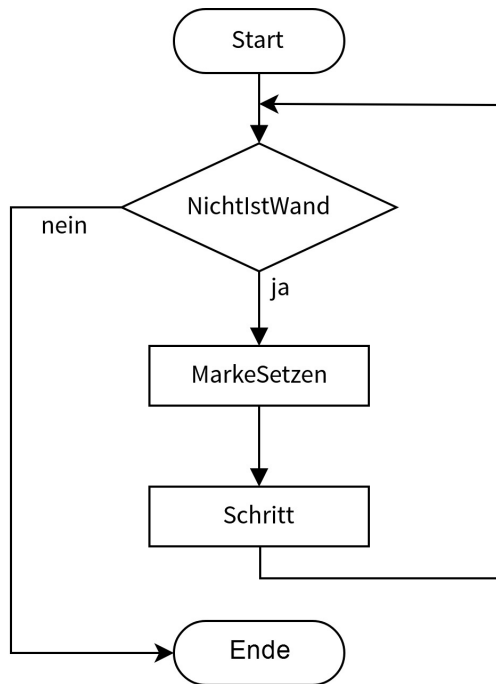 Start
NichtIstWand
nein
ja
MarkeSetzen
Schritt
Ende